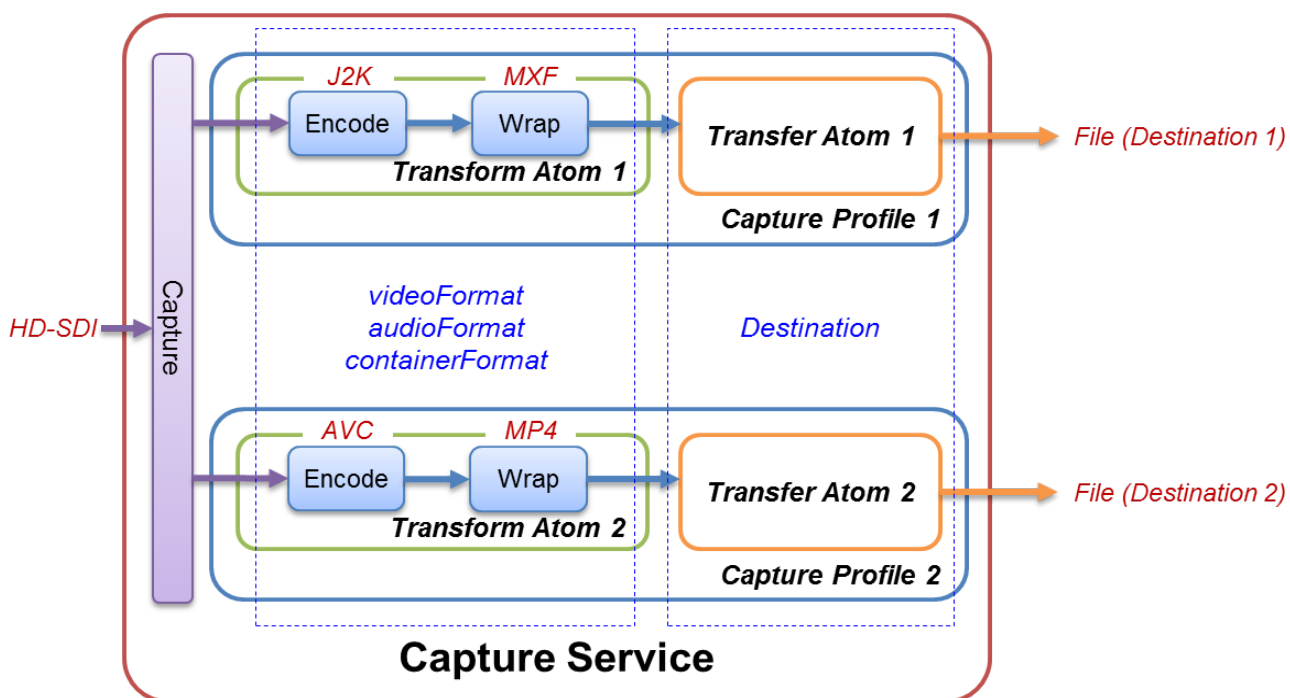 J2K
MXF
Encode
Wrap
Transform Atom 1
Transfer Atom 1
File (Destination 1)
Capture Profile 1
HD-SDI
Capture
videoFormat
audioFormat
containerFormat
Destination
AVC
MP4
Encode
Wrap
Transform Atom 2
Transfer Atom 2
File (Destination 2)
Capture Profile 2
Capture Service